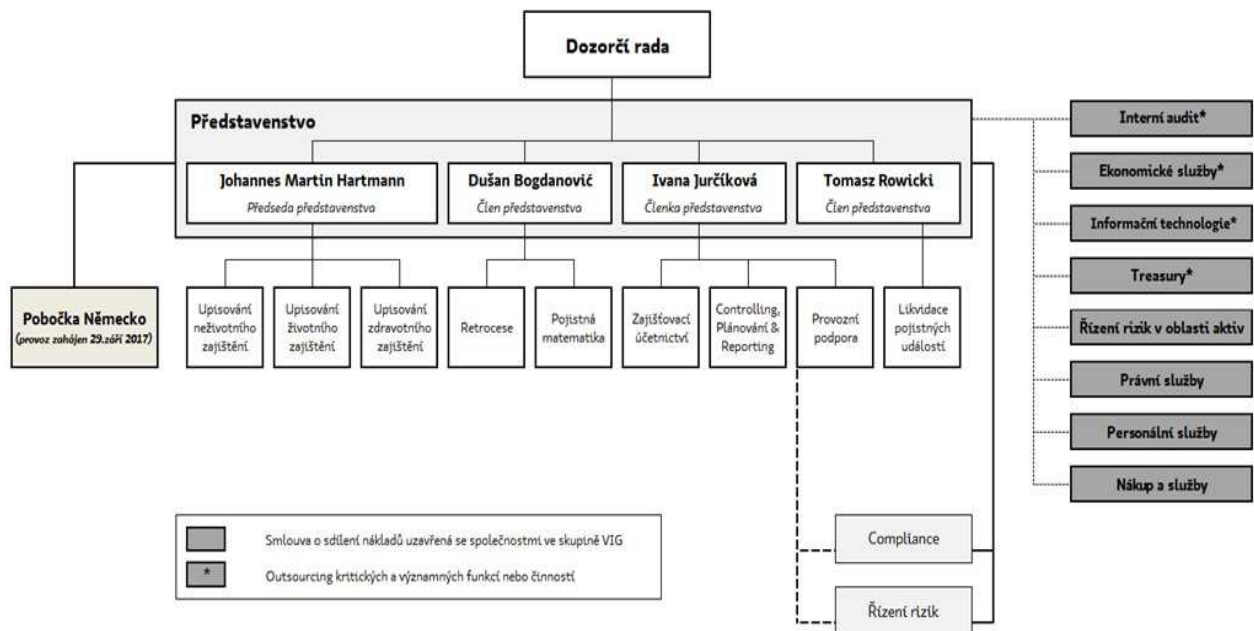 Dozorčí rada
Představenstvo
Johannes Martin Hartmann
Předseda představenstva
Dušan Bogdanović
Člen představenstva
Ivana Jurčíková
Členka představenstva
Tomasz Rowicki
Člen představenstva
Pobočka Německo
(provoz zahájen 29.září 2017)
Upisování
neživotního
zajištění
Upisování
životního
zajištění
Upisování
zdravotního
zajištění
Retrocese
Pojistná
matematika
Zajišťovací
účetnictví
Controlling,
Plánování &
Reporting
Provozní
podpora
Likvidace
pojistných
událostí
Interní audit*
Ekonomické služby*
Informační technologie*
Treasury*
Řízení rizik v oblasti aktiv
Právní služby
Personální služby
Nákup a služby
Compliance
Řízení rizik
Smlouva o sdílení nákladů uzavřená se společnostmi ve skupině VIG
*
Outsourcing kritických a významných funkcí nebo činností